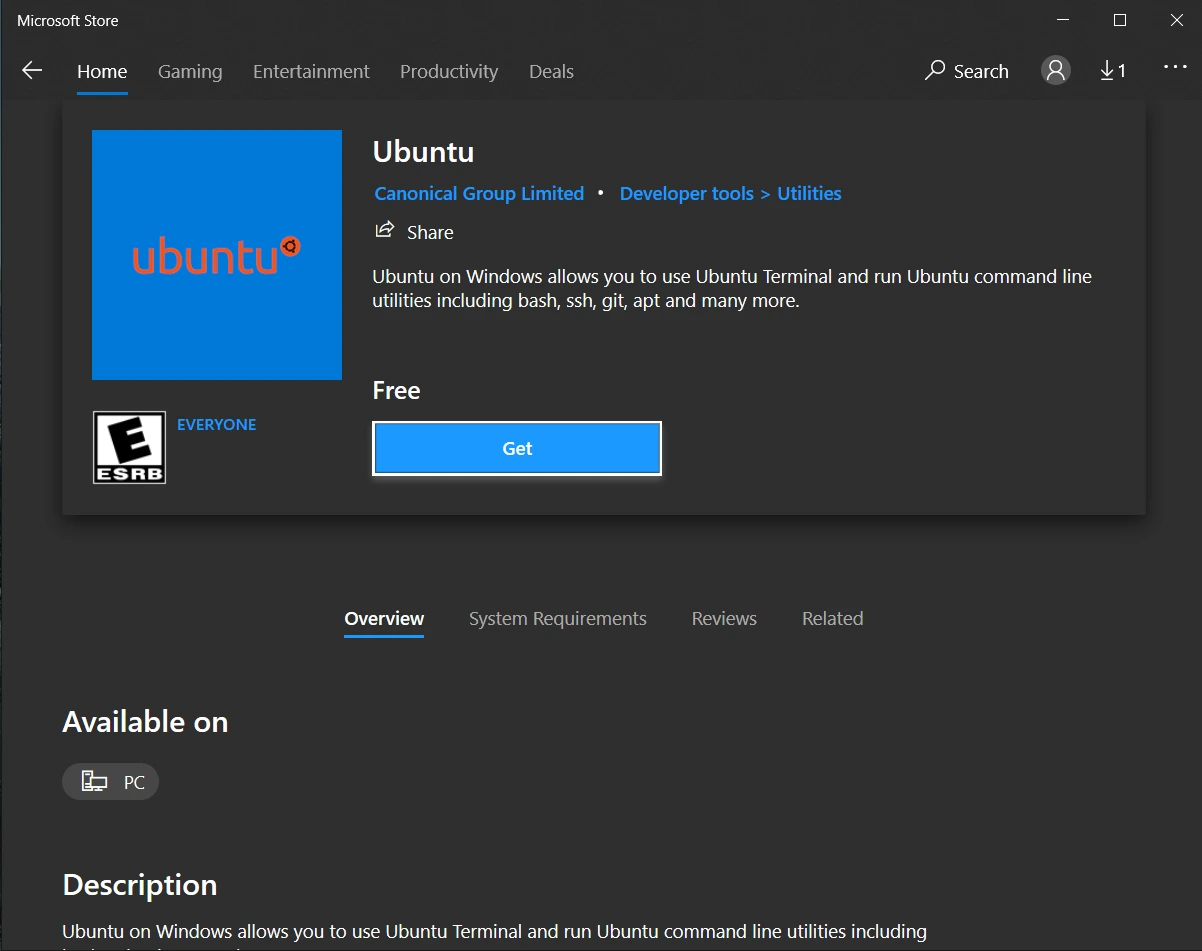 Microsoft Store
Home Gaming Entertainment Productivity Deals Search 1
Ubuntu
Canonical Group Limited • Developer tools > Utilities
Share
Ubuntu on Windows allows you to use Ubuntu Terminal and run Ubuntu command line
utilities including bash, ssh, git, apt and many more.
ubuntu
Free
Get
E
ESRB
EVERYONE
Overview System Requirements Reviews Related
Available on
PC
Description
Ubuntu on Windows allows you to use Ubuntu Terminal and run Ubuntu command line utilities including